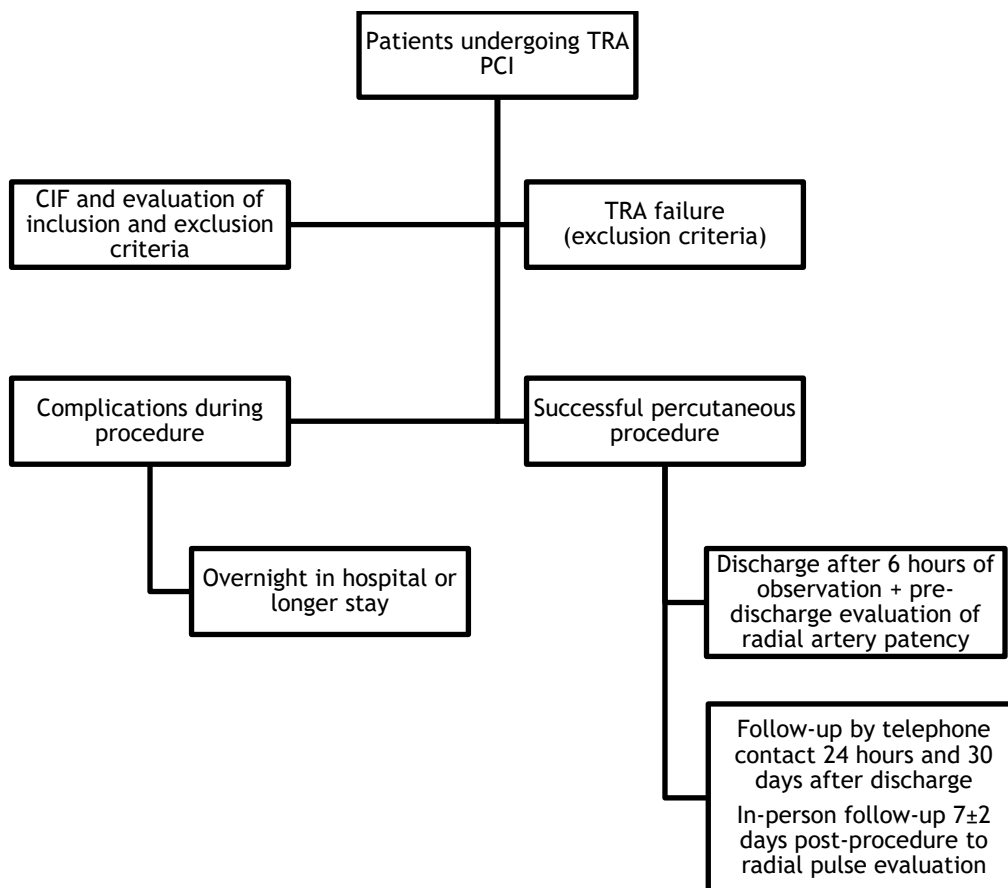 Patients undergoing TRA
PCI
CIF and evaluation of
inclusion and exclusion
criteria
TRA failure
(exclusion criteria)
Complications during
procedure
Successful percutaneous
procedure
Overnight in hospital or
longer stay
Discharge after 6 hours of
observation + pre-
discharge evaluation of
radial artery patency
Follow-up by telephone
contact 24 hours and 30
days after discharge
In-person follow-up 7±2
days post-procedure to
radial pulse evaluation